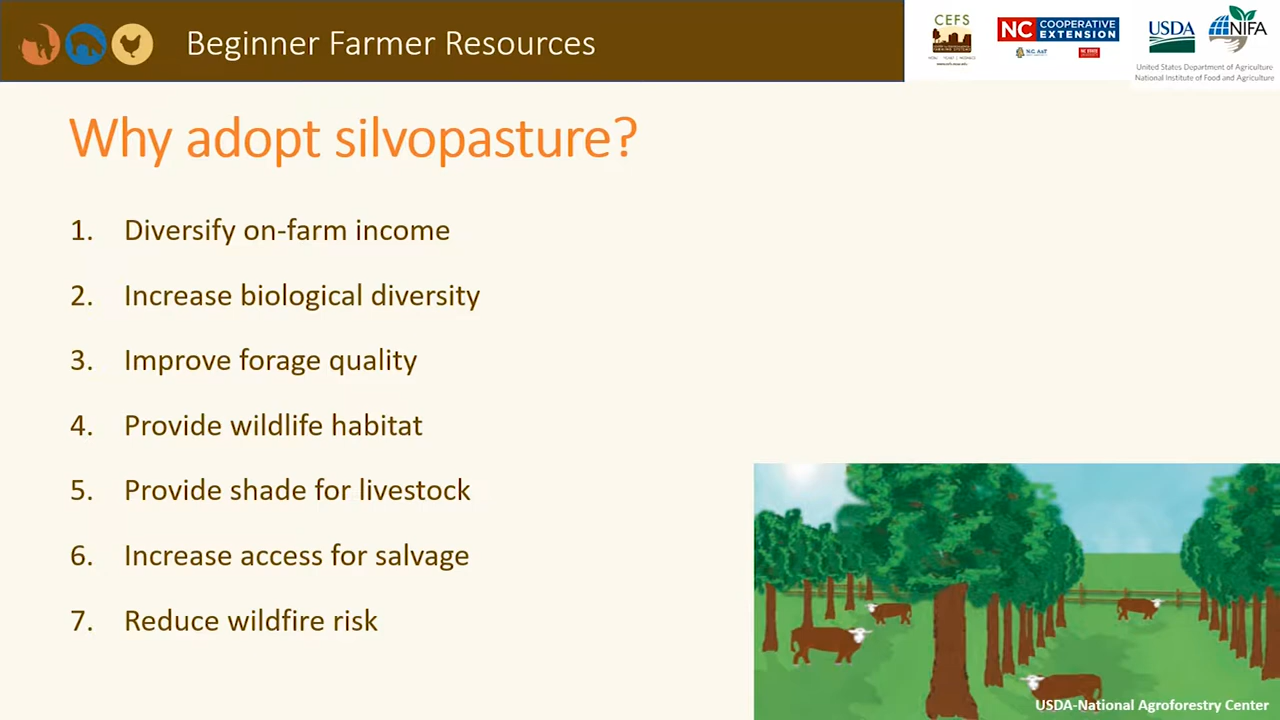 Beginner Farmer Resources
CEFS
NC COOPERATIVE EXTENSION
N.C. A&T
NC STATE
USDA
NIFA
United States Department of Agriculture
National Institute of Food and Agriculture
Why adopt silvopasture?
1. Diversify on-farm income
2. Increase biological diversity
3. Improve forage quality
4. Provide wildlife habitat
5. Provide shade for livestock
6. Increase access for salvage
7. Reduce wildfire risk
USDA-National Agroforestry Center